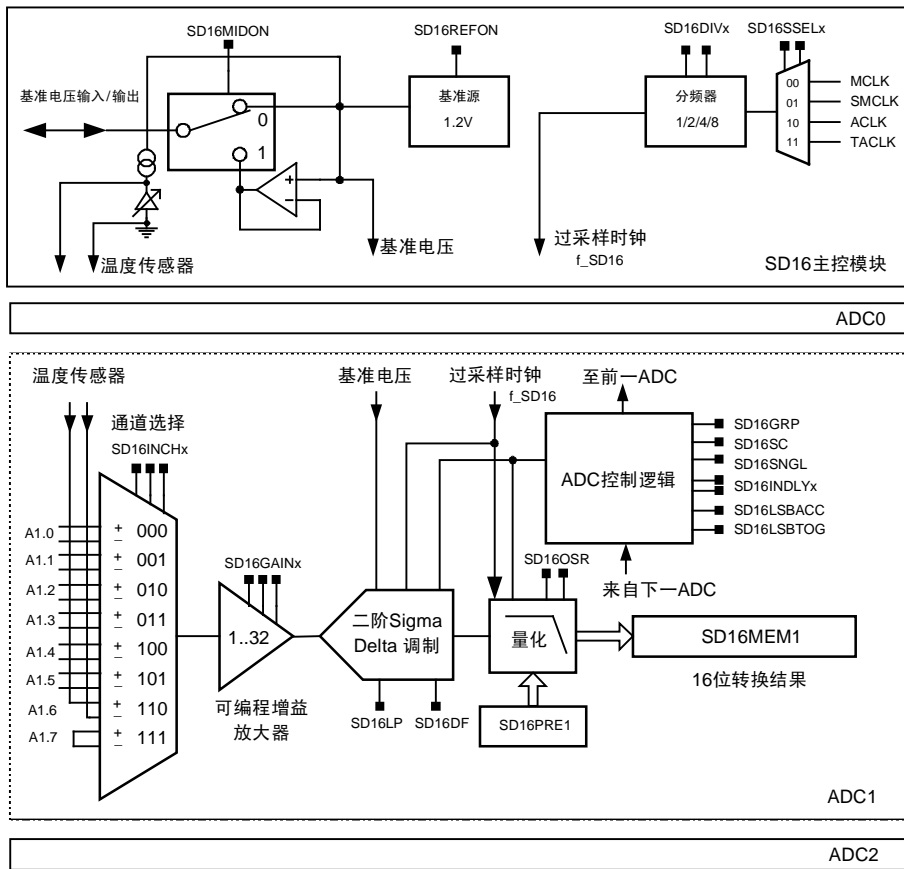 SD16MIDON
SD16REFON
SD16DIVx
SD16SSELx
基准电压输入/输出
0
1
基准源
1.2V
分频器
1/2/4/8
00
01
10
11
MCLK
SMCLK
ACLK
TACLK
+
–
温度传感器
基准电压
过采样时钟
f_SD16
SD16主控模块
ADC0
温度传感器
通道选择
SD16INCHx
基准电压
过采样时钟
f_SD16
至前一ADC
ADC控制逻辑
SD16GRP
SD16SC
SD16SNGL
SD16INDLYx
SD16LSBACC
SD16LSBTOG
来自下一ADC
A1.0 + – 000
A1.1 + – 001
A1.2 + – 010
A1.3 + – 011
A1.4 + – 100
A1.5 + – 101
A1.6 + – 110
A1.7 + – 111
SD16GAINx
1..32
可编程增益
放大器
二阶Sigma
Delta 调制
SD16LP
SD16DF
SD16OSR
量化
SD16PRE1
SD16MEM1
16位转换结果
ADC1
ADC2